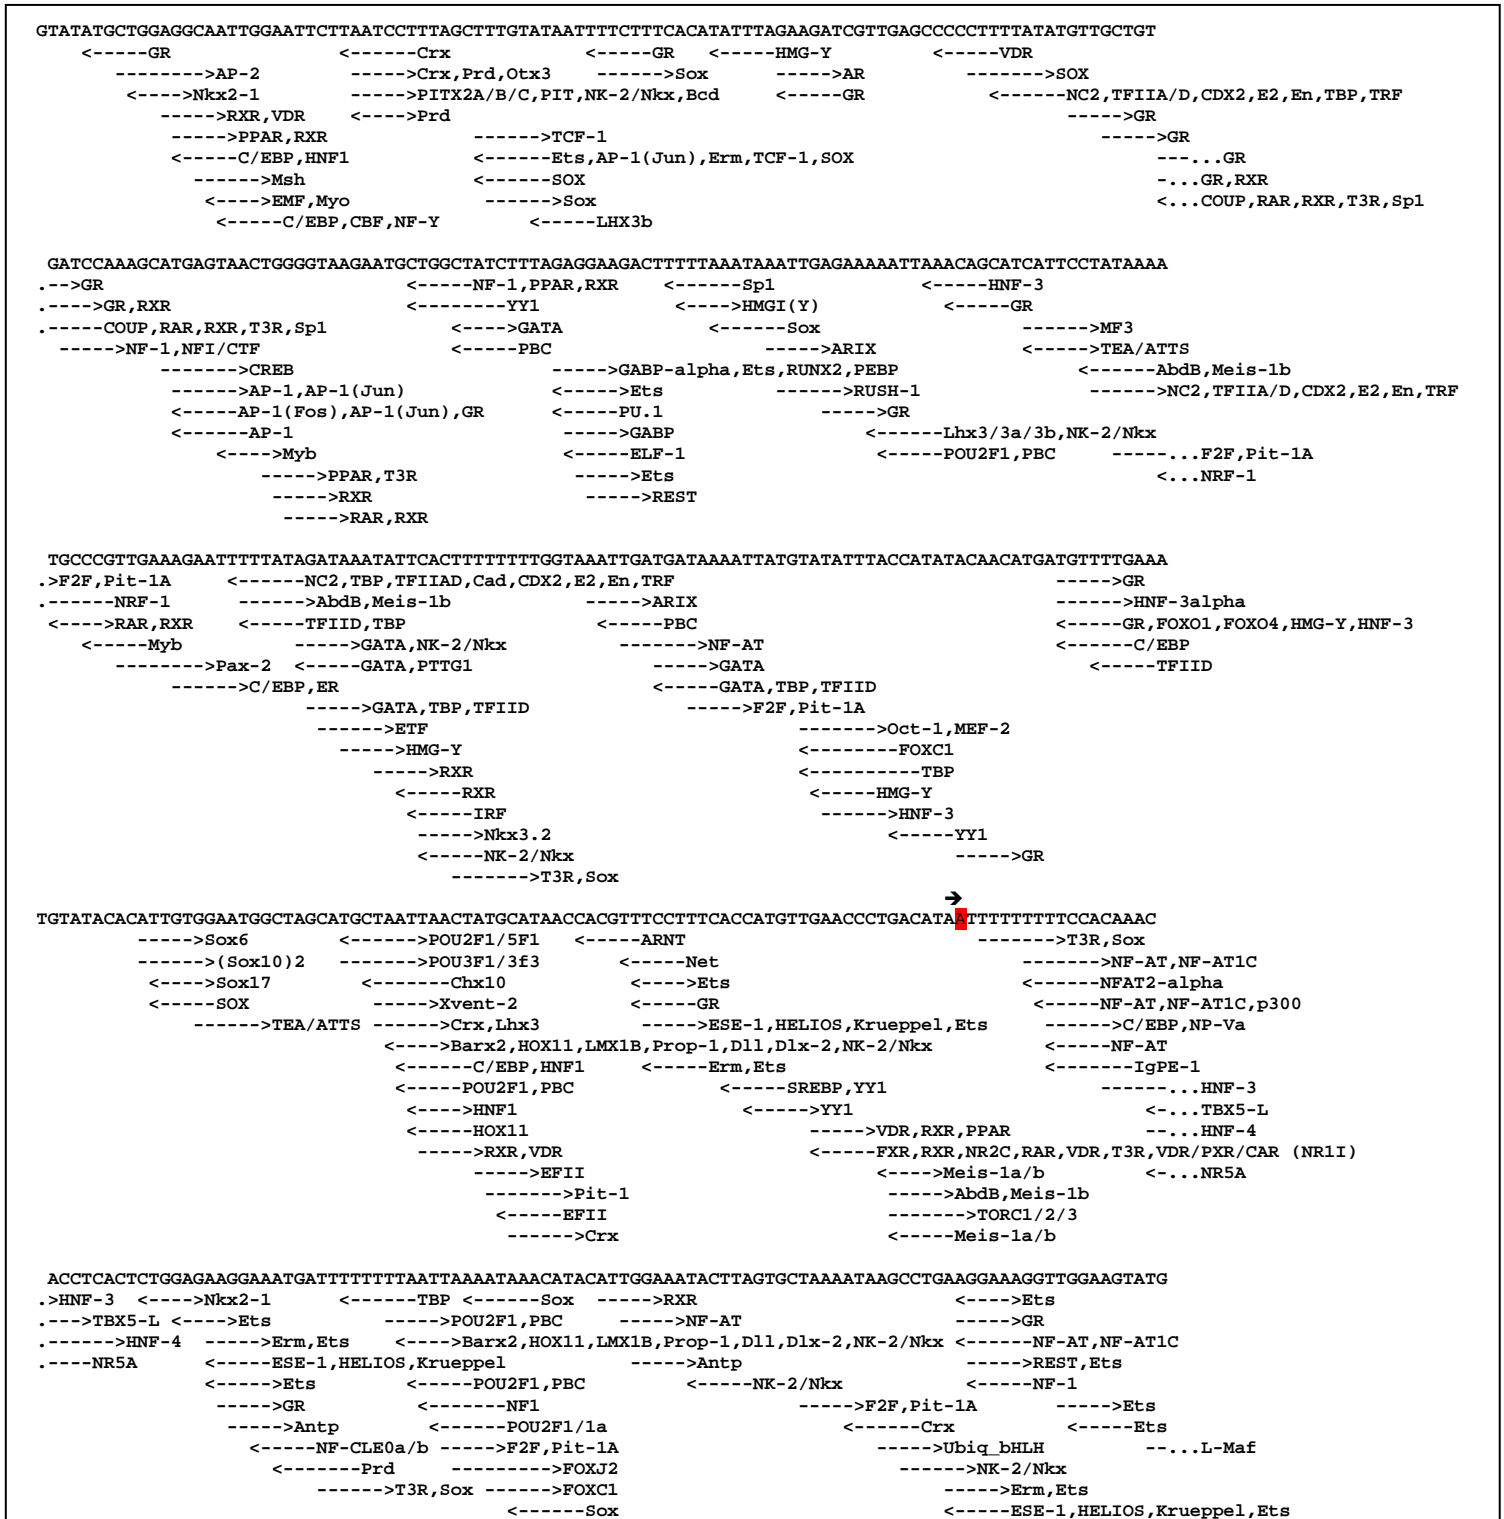 GTATATGCTGGAGGCAATTGGAATTCTTAATCCTTTAGCTTTGTATAATTTTCTTTCACATATTTAGAAGATCGTTGAGCCCCCTTTTATATGTTGCTGT
<-----GR <------Crx <-----GR <-----HMG-Y <-----VDR
-------->AP-2 ----->Crx,Prd,Otx3 ------>Sox ----->AR ------->SOX
<---->Nkx2-1 ----->PITX2A/B/C,PIT,NK-2/Nkx,Bcd <-----GR <------NC2,TFIIA/D,CDX2,E2,En,TBP,TRF
----->RXR,VDR <---->Prd ----->GR
----->PPAR,RXR ------>TCF-1 ----->GR
<-----C/EBP,HNF1 <------Ets,AP-1(Jun),Erm,TCF-1,SOX ---...GR
------>Msh <------SOX -...GR,RXR
<---->EMF,Myo ------>Sox <...COUP,RAR,RXR,T3R,Sp1
<-----C/EBP,CBF,NF-Y <-----LHX3b
GATCCAAAGCATGAGTAACTGGGGTAAGAATGCTGGCTATCTTTAGAGGAAGACTTTTTAAATAAATTGAGAAAAATTAAACAGCATCATTCCTATAAAA
.-->GR <-----NF-1,PPAR,RXR <------Sp1 <-----HNF-3
.---->GR,RXR <--------YY1 <---->HMGI(Y) <-----GR
.-----COUP,RAR,RXR,T3R,Sp1 <---->GATA <------Sox ------>MF3
----->NF-1,NFI/CTF <-----PBC ----->ARIX <----->TEA/ATTS
------->CREB ----->GABP-alpha,Ets,RUNX2,PEBP <------AbdB,Meis-1b
------>AP-1,AP-1(Jun) <----->Ets ------>RUSH-1 ------>NC2,TFIIA/D,CDX2,E2,En,TRF
<-----AP-1(Fos),AP-1(Jun),GR <-----PU.1 ----->GR
<------AP-1 ----->GABP <------Lhx3/3a/3b,NK-2/Nkx
<---->Myb <-----ELF-1 <-----POU2F1,PBC -----...F2F,Pit-1A
----->PPAR,T3R ----->Ets <...NRF-1
----->RXR ----->REST
----->RAR,RXR
TGCCCGTTGAAAGAATTTTTATAGATAAATATTCACTTTTTTTTGGTAAATTGATGATAAAATTATGTATATTTACCATATACAACATGATGTTTTGAAA
.>F2F,Pit-1A <------NC2,TBP,TFIIAD,Cad,CDX2,E2,En,TRF ----->GR
.------NRF-1 ------>AbdB,Meis-1b ----->ARIX ------>HNF-3alpha
<---->RAR,RXR <-----TFIID,TBP <-----PBC <-----GR,FOXO1,FOXO4,HMG-Y,HNF-3
<-----Myb ----->GATA,NK-2/Nkx ------->NF-AT <------C/EBP
-------->Pax-2 <-----GATA,PTTG1 ----->GATA <-----TFIID
------>C/EBP,ER <-----GATA,TBP,TFIID
----->GATA,TBP,TFIID ----->F2F,Pit-1A
------>ETF ------->Oct-1,MEF-2
----->HMG-Y <--------FOXC1
----->RXR <----------TBP
<-----RXR <-----HMG-Y
<-----IRF ------>HNF-3
----->Nkx3.2 <-----YY1
<-----NK-2/Nkx ----->GR
------->T3R,Sox
➔
TGTATACACATTGTGGAATGGCTAGCATGCTAATTAACTATGCATAACCACGTTTCCTTTCACCATGTTGAACCCTGACATAATTTTTTTTTCCACAAAC
----->Sox6 <------>POU2F1/5F1 <-----ARNT ------->T3R,Sox
------>(Sox10)2 ------->POU3F1/3f3 <-----Net ------->NF-AT,NF-AT1C
<---->Sox17 <-------Chx10 <---->Ets <------NFAT2-alpha
<-----SOX ----->Xvent-2 <-----GR <-----NF-AT,NF-AT1C,p300
------>TEA/ATTS ------>Crx,Lhx3 ----->ESE-1,HELIOS,Krueppel,Ets ------>C/EBP,NP-Va
<---->Barx2,HOX11,LMX1B,Prop-1,Dll,Dlx-2,NK-2/Nkx <-----NF-AT
<------C/EBP,HNF1 <-----Erm,Ets <-------IgPE-1
<------POU2F1,PBC <-----SREBP,YY1 ------...HNF-3
<---->HNF1 <----->YY1 <-...TBX5-L
<-----HOX11 ----->VDR,RXR,PPAR --...HNF-4
----->RXR,VDR <-----FXR,RXR,NR2C,RAR,VDR,T3R,VDR/PXR/CAR (NR1I)
----->EFII <---->Meis-1a/b <-...NR5A
------->Pit-1 ----->AbdB,Meis-1b
<-----EFII ------->TORC1/2/3
------>Crx <-----Meis-1a/b
ACCTCACTCTGGAGAAGGAAATGATTTTTTTTAATTAAAATAAACATACATTGGAAATACTTAGTGCTAAAATAAGCCTGAAGGAAAGGTTGGAAGTATG
.>HNF-3 <---->Nkx2-1 <------TBP <------Sox ----->RXR <---->Ets
.--->TBX5-L <---->Ets ----->POU2F1,PBC ----->NF-AT ----->GR
.------>HNF-4 ----->Erm,Ets <---->Barx2,HOX11,LMX1B,Prop-1,Dll,Dlx-2,NK-2/Nkx <------NF-AT,NF-AT1C
.----NR5A <-----ESE-1,HELIOS,Krueppel ----->Antp ----->REST,Ets
<----->Ets <-----POU2F1,PBC <-----NK-2/Nkx <-----NF-1
----->GR <-------NF1 ----->F2F,Pit-1A ----->Ets
----->Antp <------POU2F1/1a <------Crx <-----Ets
<-----NF-CLE0a/b ----->F2F,Pit-1A ----->Ubiq_bHLH --...L-Maf
<-------Prd --------->FOXJ2 ------>NK-2/Nkx
------>T3R,Sox ------>FOXC1 ----->Erm,Ets
<------Sox <-----ESE-1,HELIOS,Krueppel,Ets